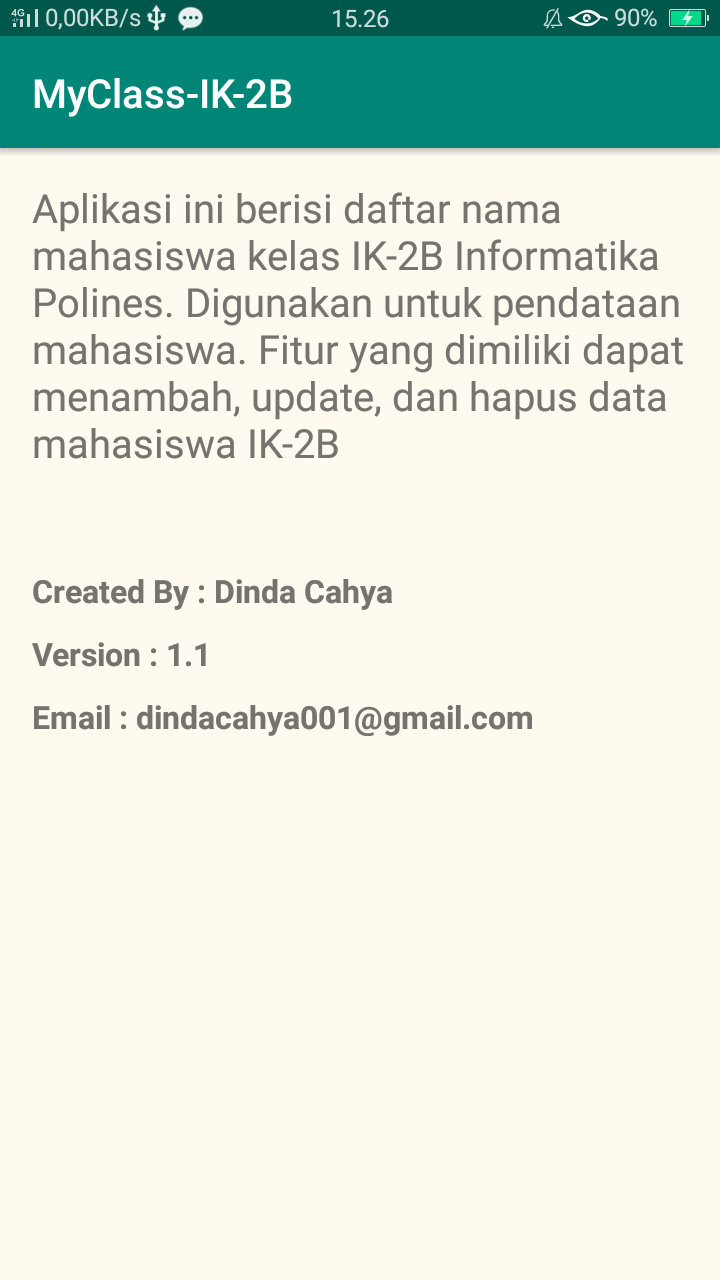 4G 0,00KB/s 15.26 90%
MyClass-IK-2B
Aplikasi ini berisi daftar nama
mahasiswa kelas IK-2B Informatika
Polines. Digunakan untuk pendataan
mahasiswa. Fitur yang dimiliki dapat
menambah, update, dan hapus data
mahasiswa IK-2B
Created By : Dinda Cahya
Version : 1.1
Email : dindacahya001@gmail.com